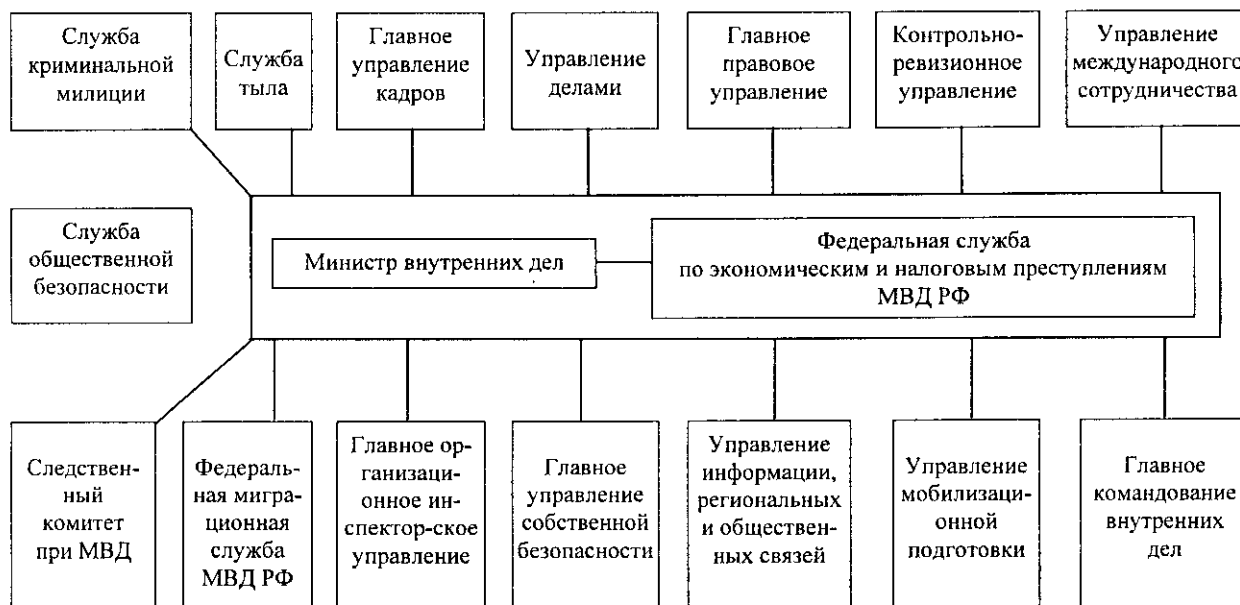 Служба
криминальной
милиции
Служба
тыла
Главное
управление
кадров
Управление
делами
Главное
правовое
управление
Контрольно-
ревизионное
управление
Управление
международного
сотрудничества
Служба
общественной
безопасности
Министр внутренних дел
Федеральная служба
по экономическим и налоговым преступлениям
МВД РФ
Следствен-
ный
комитет
при МВД
Федераль-
ная мигра-
ционная
служба
МВД РФ
Главное ор-
ганизаци-
онное ин-
спектор-ское
управление
Главное
управление
собственной
безопасности
Управление
информации,
региональных
и обществен-
ных связей
Управление
мобилизаци-
онной
подготовки
Главное
командование
внутренних
дел